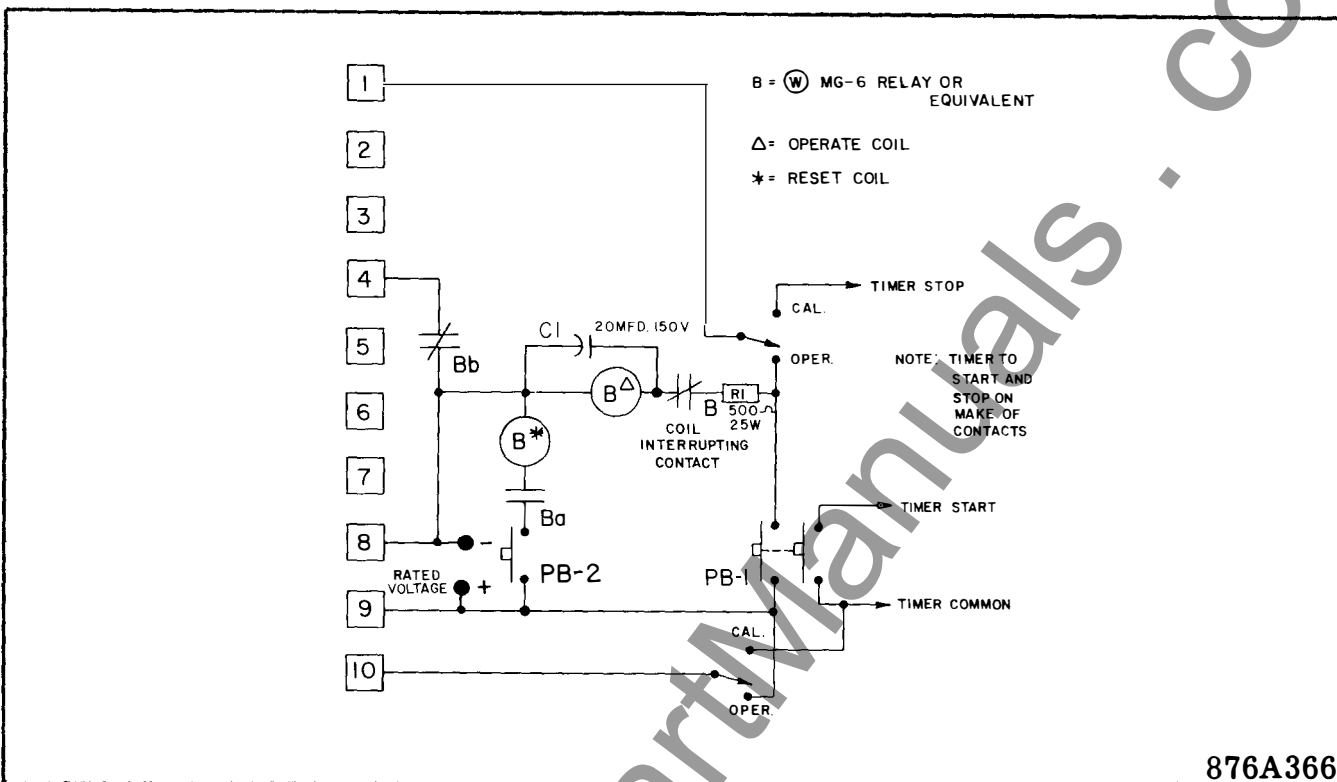 1
2
3
4
5
6
7
8
9
10
B = W MG-6 RELAY OR
EQUIVALENT
Δ= OPERATE COIL
*= RESET COIL
TIMER STOP
CAL.
OPER.
NOTE: TIMER TO
START AND
STOP ON
MAKE OF
CONTACTS
C1
20MFD. 150V
Bb
BΔ
B
R1
500
25W
COIL
INTERRUPTING
CONTACT
B*
Ba
PB-2
-
RATED
VOLTAGE
+
TIMER START
PB-1
TIMER COMMON
CAL.
OPER.
876A366